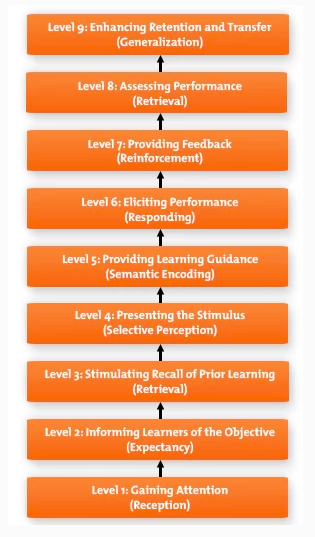 Level 9: Enhancing Retention and Transfer
(Generalization)
Level 8: Assessing Performance
(Retrieval)
Level 7: Providing Feedback
(Reinforcement)
Level 6: Eliciting Performance
(Responding)
Level 5: Providing Learning Guidance
(Semantic Encoding)
Level 4: Presenting the Stimulus
(Selective Perception)
Level 3: Stimulating Recall of Prior Learning
(Retrieval)
Level 2: Informing Learners of the Objective
(Expectancy)
Level 1: Gaining Attention
(Reception)